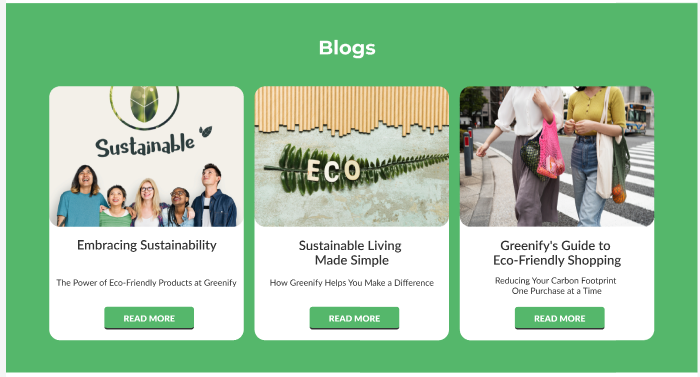 Blogs
Sustainable
Embracing Sustainability
The Power of Eco-Friendly Products at Greenify
READ MORE
ECO
Sustainable Living
Made Simple
How Greenify Helps You Make a Difference
READ MORE
Greenify's Guide to
Eco-Friendly Shopping
Reducing Your Carbon Footprint
One Purchase at a Time
READ MORE